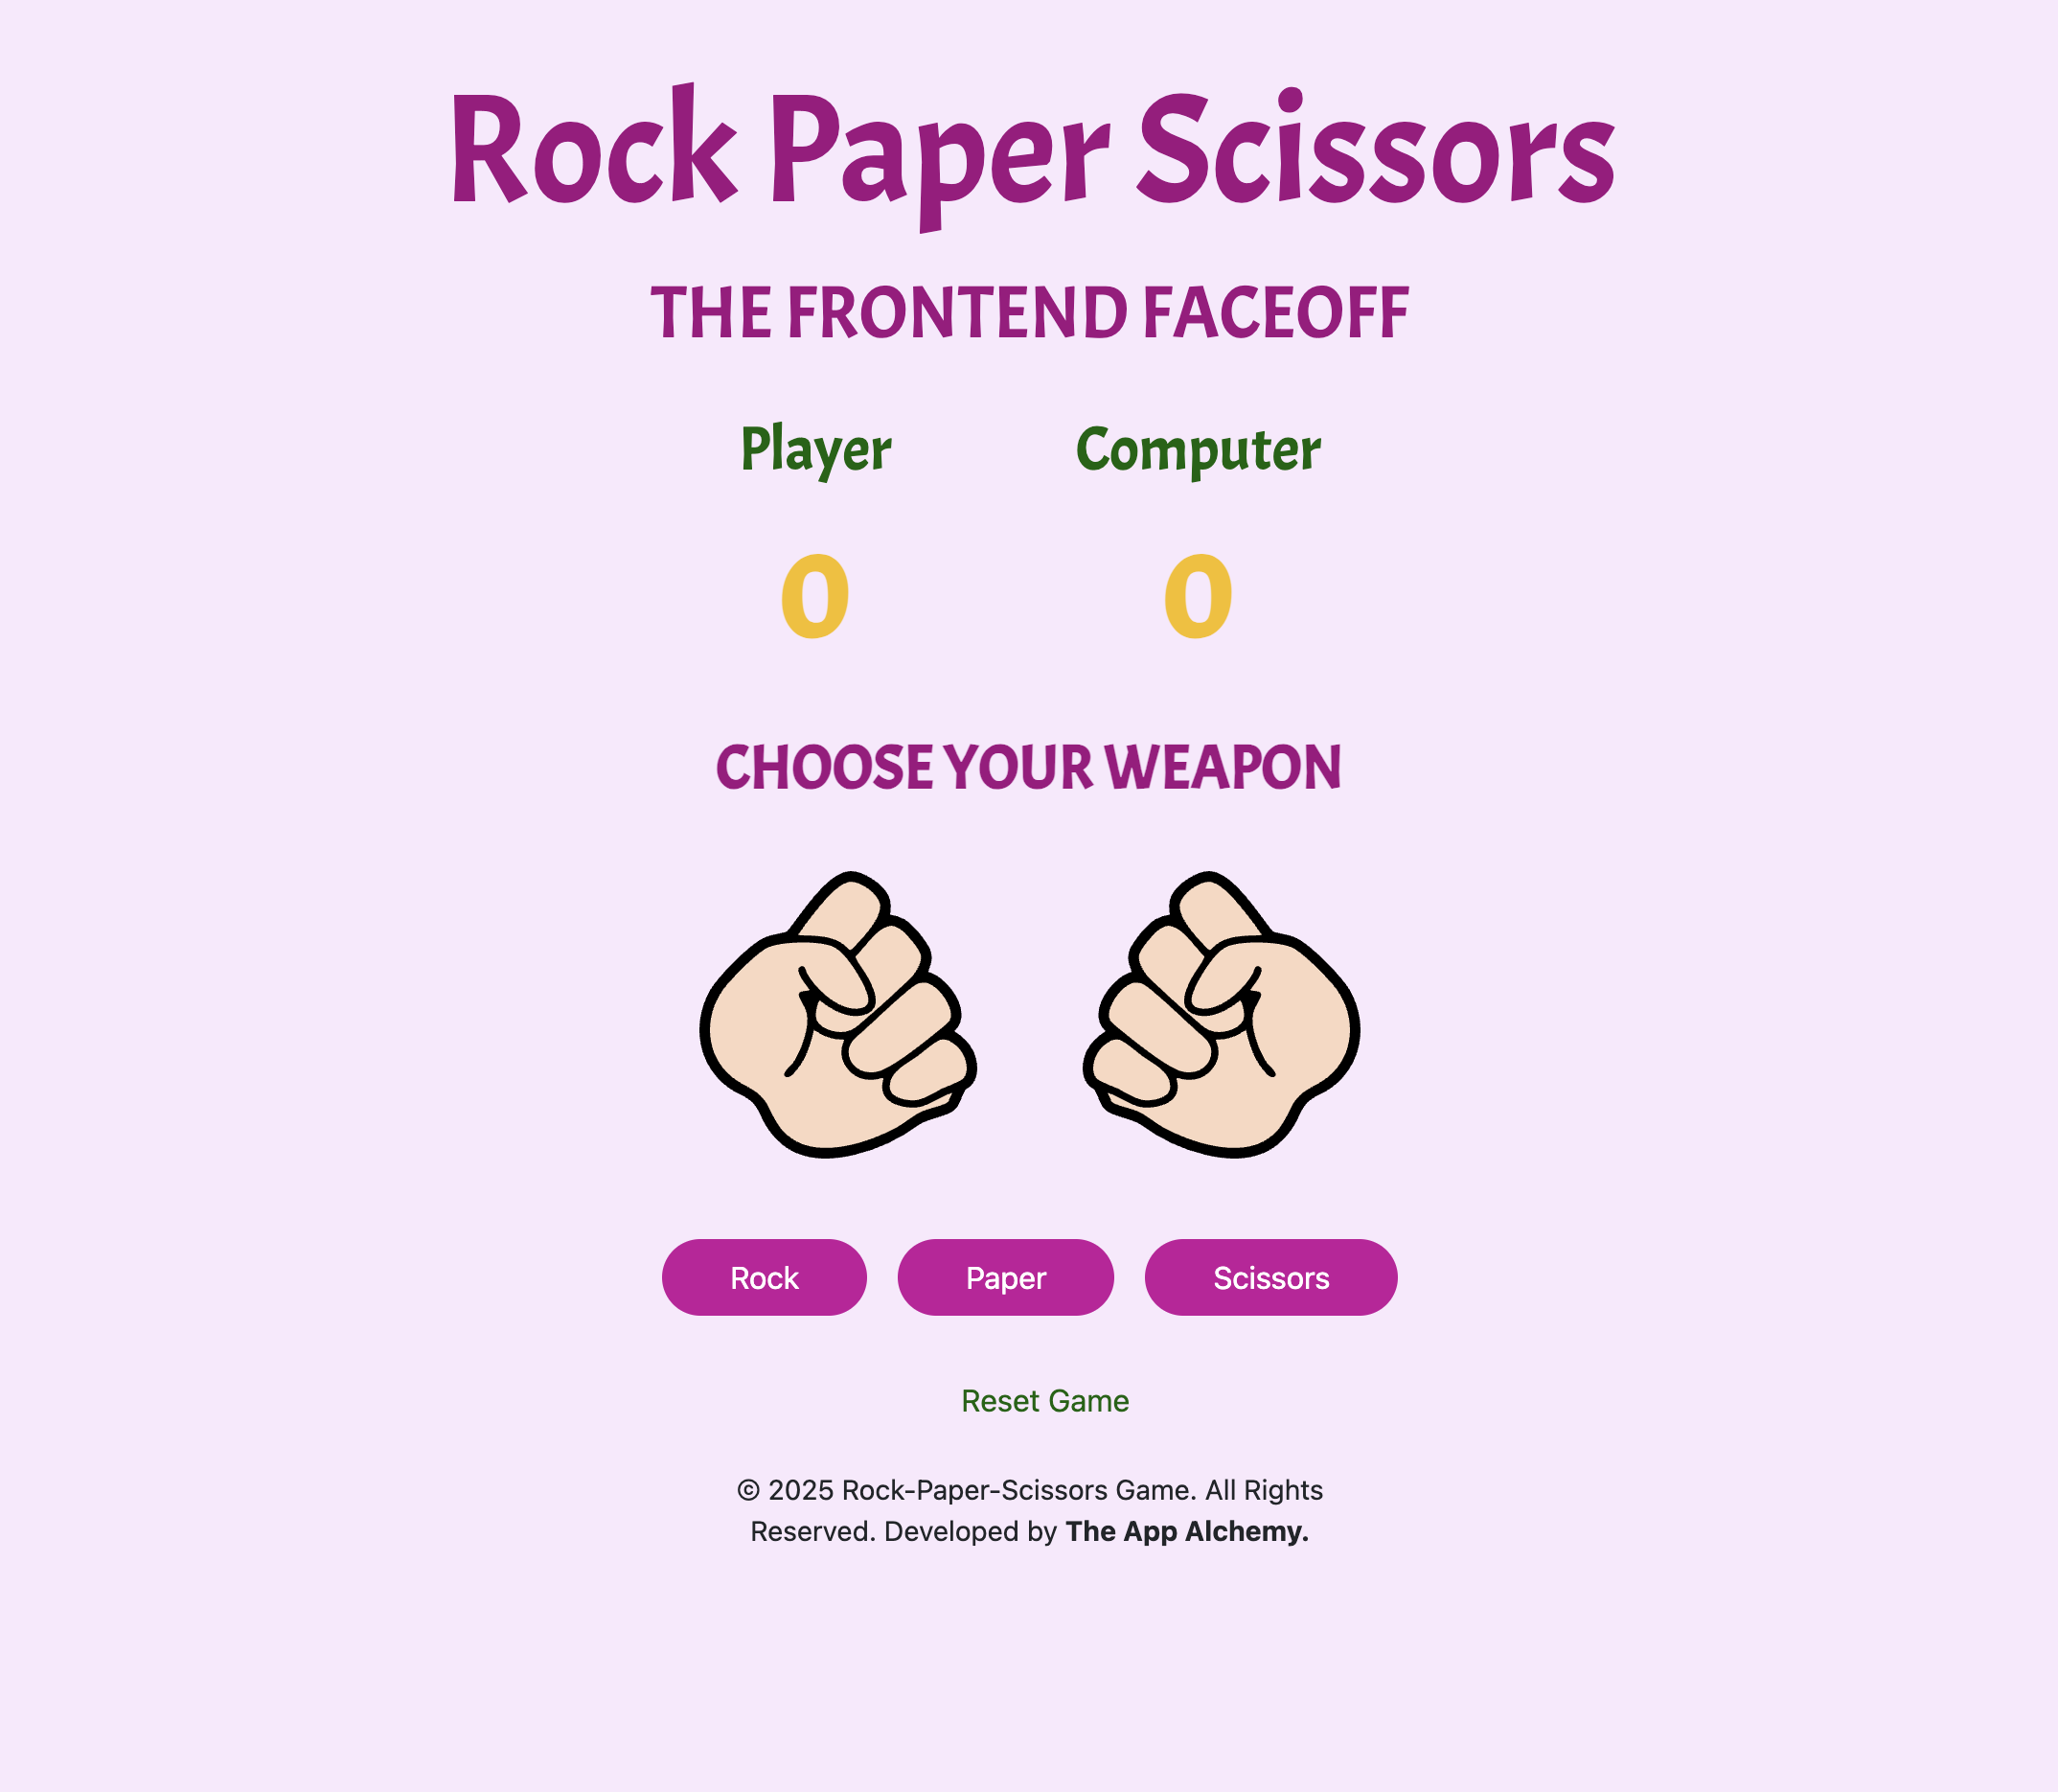 Rock Paper Scissors
THE FRONTEND FACEOFF
Player Computer
0 0
CHOOSE YOUR WEAPON
Rock Paper Scissors
Reset Game
© 2025 Rock-Paper-Scissors Game. All Rights
Reserved. Developed by The App Alchemy.